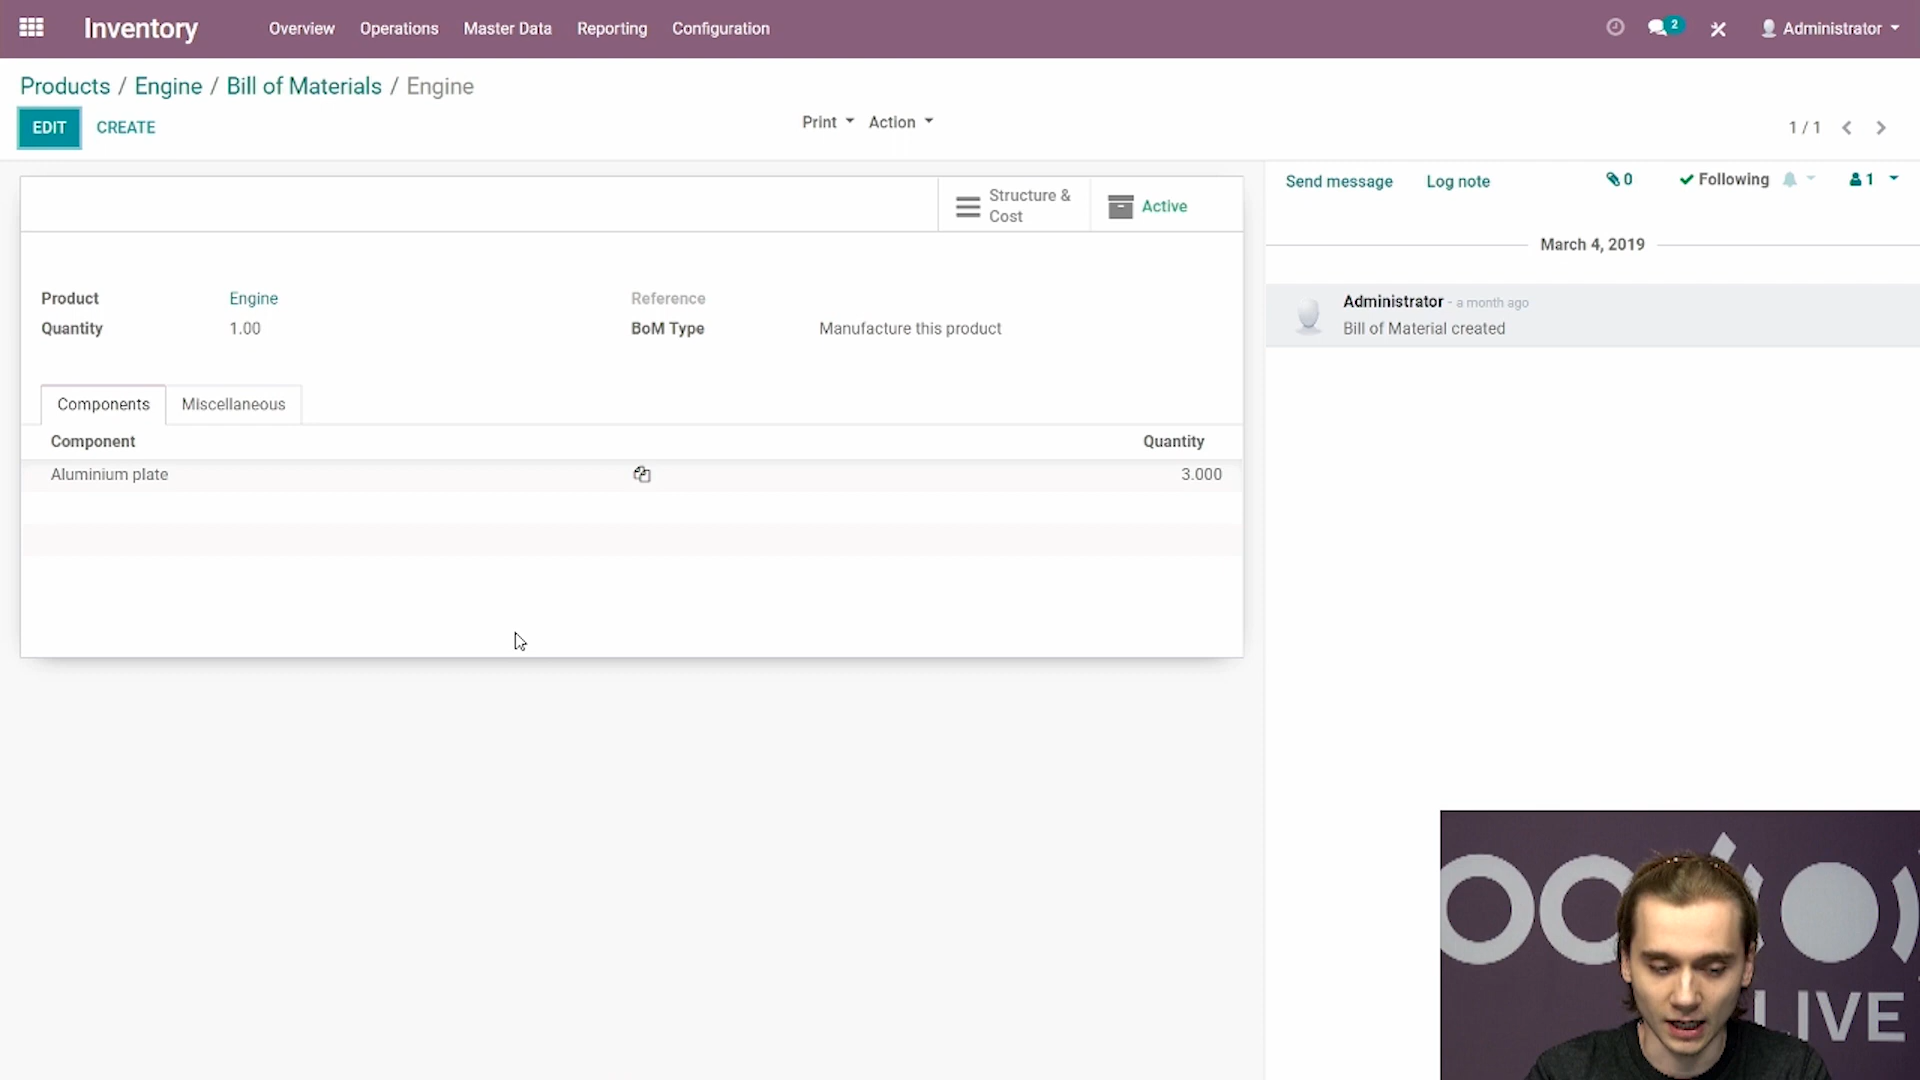 Inventory Overview Operations Master Data Reporting Configuration 2 Administrator
Products / Engine / Bill of Materials / Engine
EDIT CREATE Print Action 1 / 1
Structure & Cost
Active
Send message Log note 0 Following 1
March 4, 2019
Product Engine Reference
Quantity 1.00 BoM Type Manufacture this product
Administrator - a month ago
Bill of Material created
Components Miscellaneous
Component Quantity
Aluminium plate 3.000
LIVE